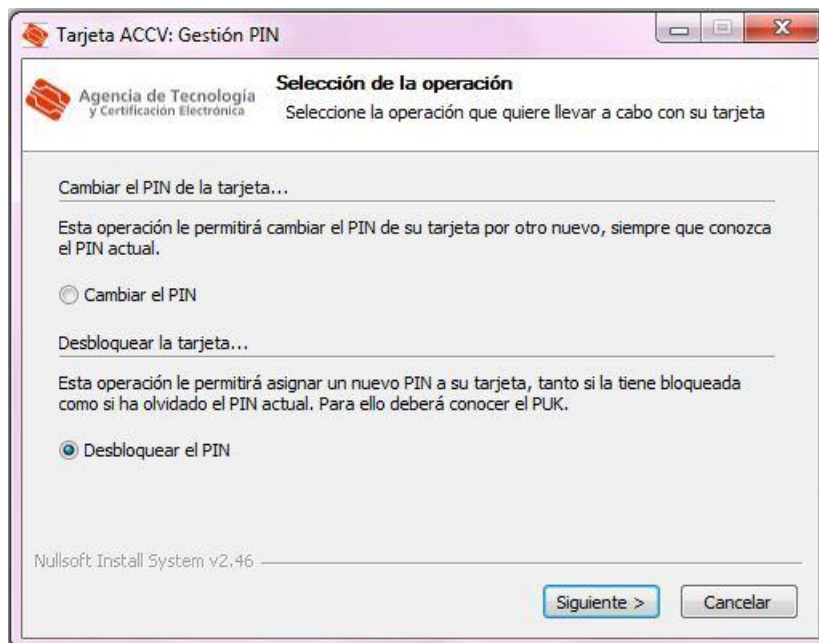 Tarjeta ACCV: Gestión PIN
Agencia de Tecnología
y Certificación Electrónica
Selección de la operación
Seleccione la operación que quiere llevar a cabo con su tarjeta
Cambiar el PIN de la tarjeta...
Esta operación le permitirá cambiar el PIN de su tarjeta por otro nuevo, siempre que conozca
el PIN actual.
Cambiar el PIN
Desbloquear la tarjeta...
Esta operación le permitirá asignar un nuevo PIN a su tarjeta, tanto si la tiene bloqueada
como si ha olvidado el PIN actual. Para ello deberá conocer el PUK.
Desbloquear el PIN
Nullsoft Install System v2.46
Siguiente >
Cancelar